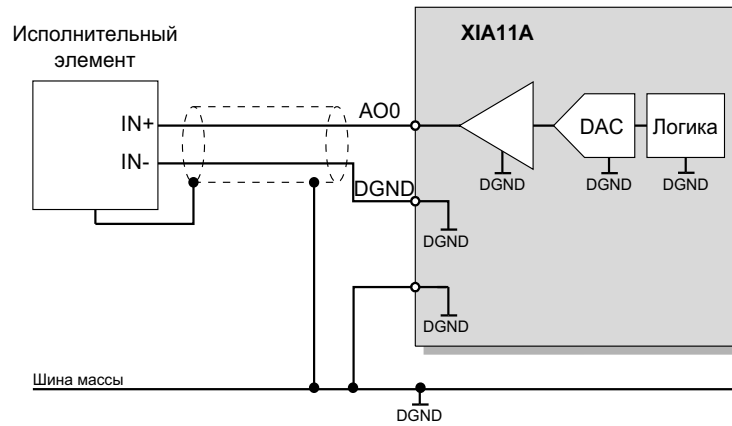 Исполнительный
элемент
XIA11A
IN+
AO0
DAC
Логика
IN-
DGND
DGND
DGND
DGND
DGND
DGND
Шина массы
DGND